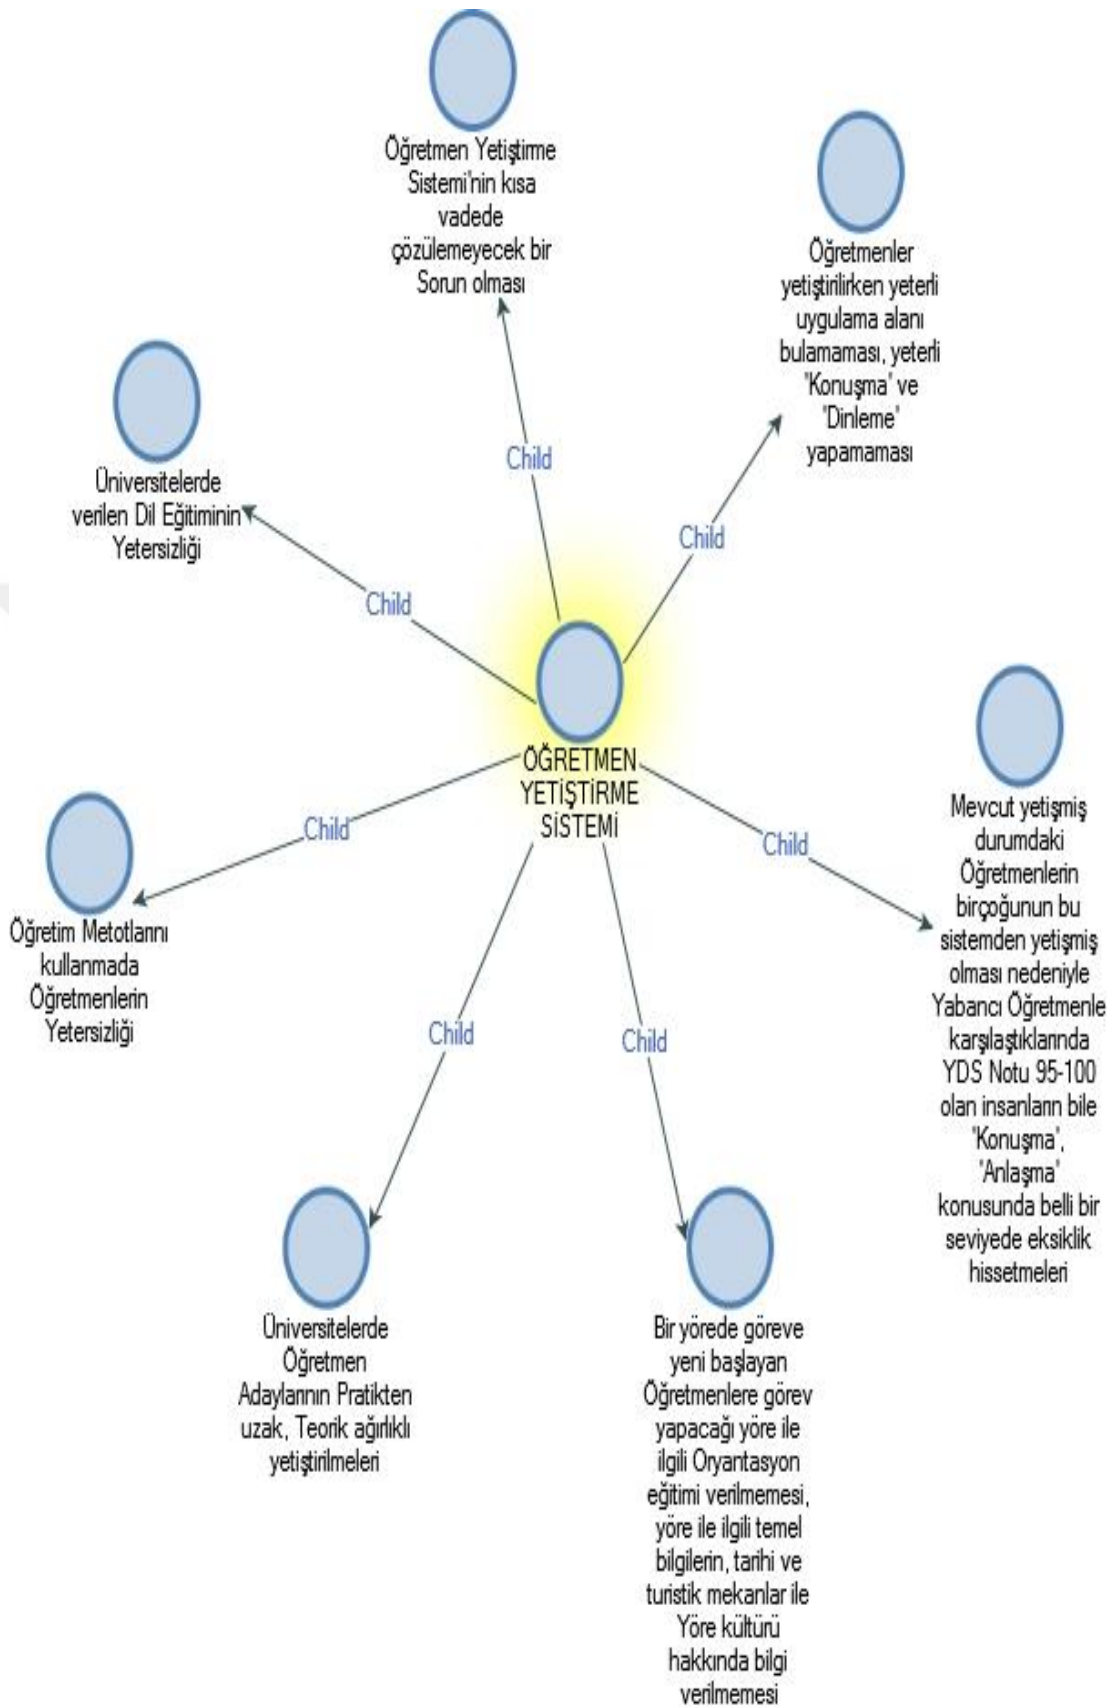 Öğretmen Yetiştirme
Sistemi'nin kısa
vadede
çözülemeyecek bir
Sorun olması
Öğretmenler
yetiştirilirken yeterli
uygulama alanı
bulamaması, yeterli
'Konuşma' ve
'Dinleme'
yapamaması
Child
Child
Üniversitelerde
verilen Dil Eğitiminin
Yetersizliği
Child
ÖĞRETMEN
YETİŞTİRME
SİSTEMİ
Child
Child
Mevcut yetişmiş
durumdaki
Öğretmenlerin
birçoğunun bu
sistemden yetişmiş
olması nedeniyle
Yabancı Öğretmenle
karşılaştıklarında
YDS Notu 95-100
olan insanların bile
'Konuşma',
'Anlaşma'
konusunda belli bir
seviyede eksiklik
hissetmeleri
Öğretim Metotlarını
kullanmada
Öğretmenlerin
Yetersizliği
Child
Child
Üniversitelerde
Öğretmen
Adaylarının Pratikten
uzak, Teorik ağırlıklı
yetiştirilmeleri
Bir yörede göreve
yeni başlayan
Öğretmenlere görev
yapacağı yöre ile
ilgili Oryantasyon
eğitimi verilmemesi,
yöre ile ilgili temel
bilgilerin, tarihi ve
turistik mekanlar ile
Yöre kültürü
hakkında bilgi
verilmemesi